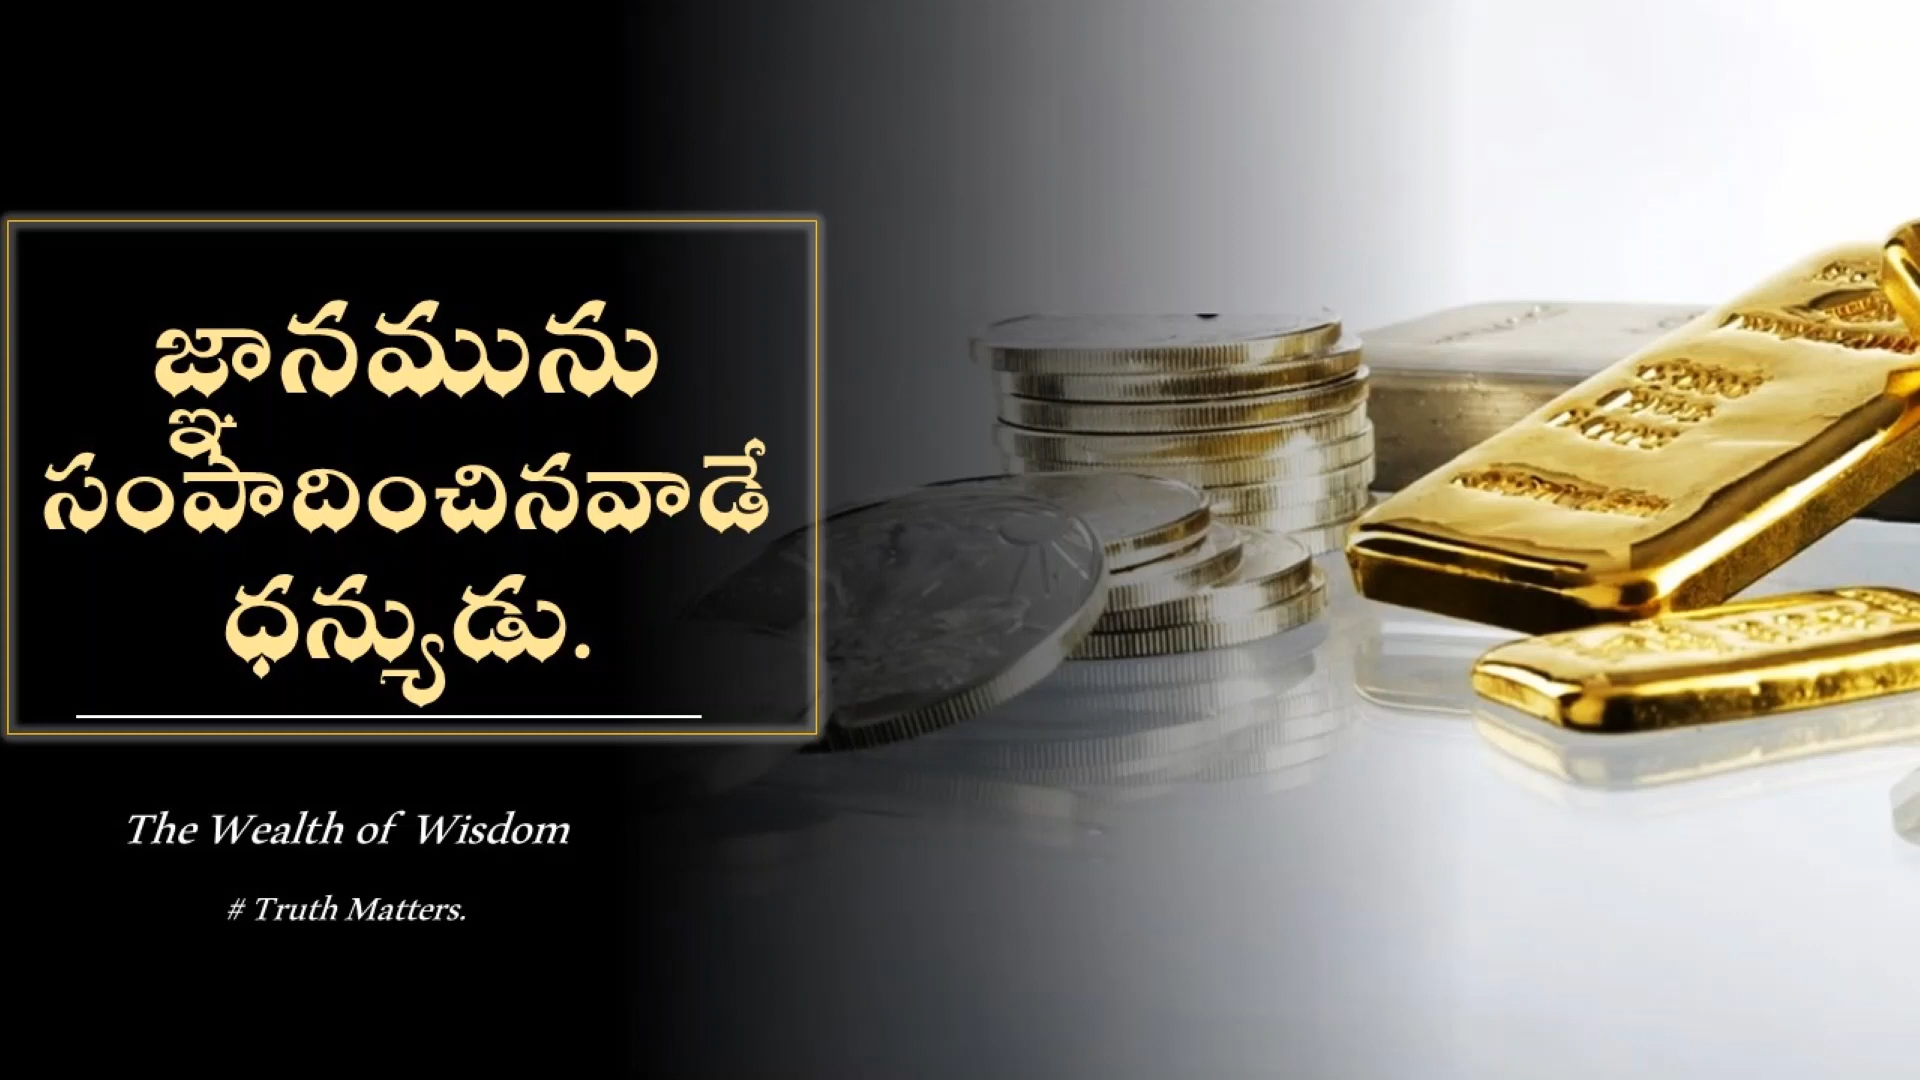 జ్ఞానమును
సంపాదించినవాడే
ధన్యుడు.
The Wealth of Wisdom
# Truth Matters.